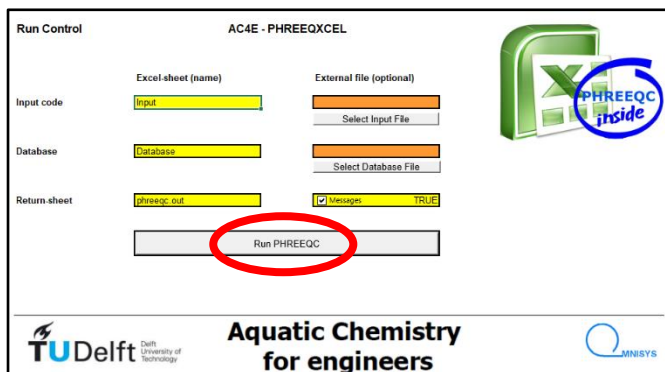 Run Control
AC4E - PHREEQXCEL
Excel-sheet (name)
External file (optional)
Input code
Input
Select Input File
PHREEQC
inside
Database
Database
Select Database File
Return-sheet
phreeqc.out
Messages TRUE
Run PHREEQC
TUDelft
Delft
University of
Technology
Aquatic Chemistry
for engineers
OMNISYS